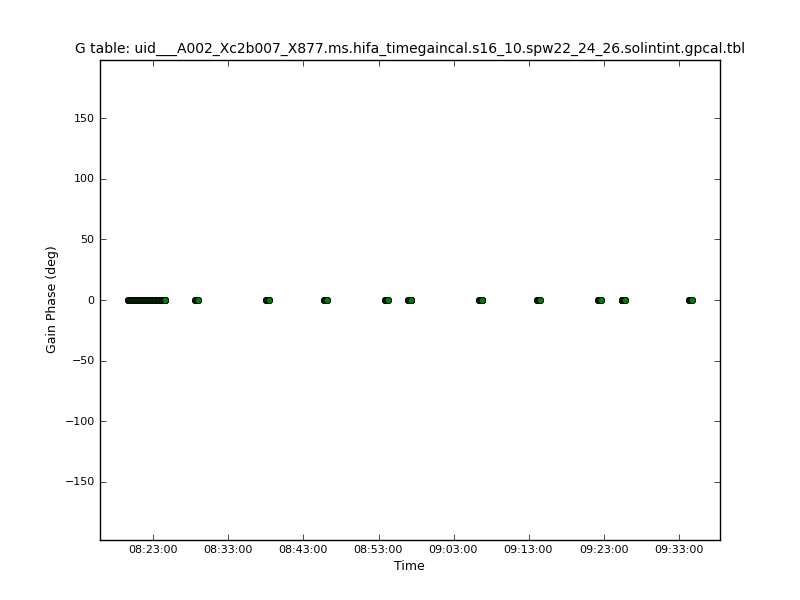 G table: uid___A002_Xc2b007_X877.ms.hifa_timegaincal.s16_10.spw22_24_26.solintint.gpcal.tbl
Gain Phase (deg)
150
100
50
0
−50
−100
−150
08:23:00 08:33:00 08:43:00 08:53:00 09:03:00 09:13:00 09:23:00 09:33:00
Time